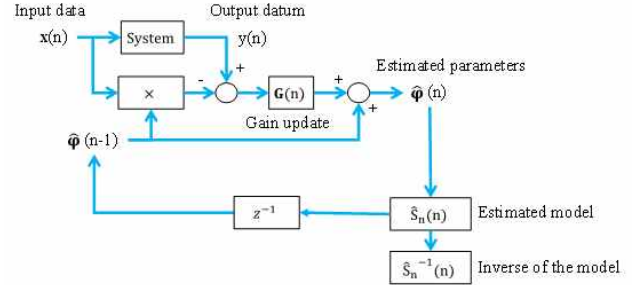 Input data
Output datum
x(n)
System
y(n)
+
-
×
G(n)
+
+
Estimated parameters
φ̂ (n)
Gain update
φ̂ (n-1)
z⁻¹
Ŝₙ(n)
Estimated model
Ŝₙ⁻¹(n)
Inverse of the model